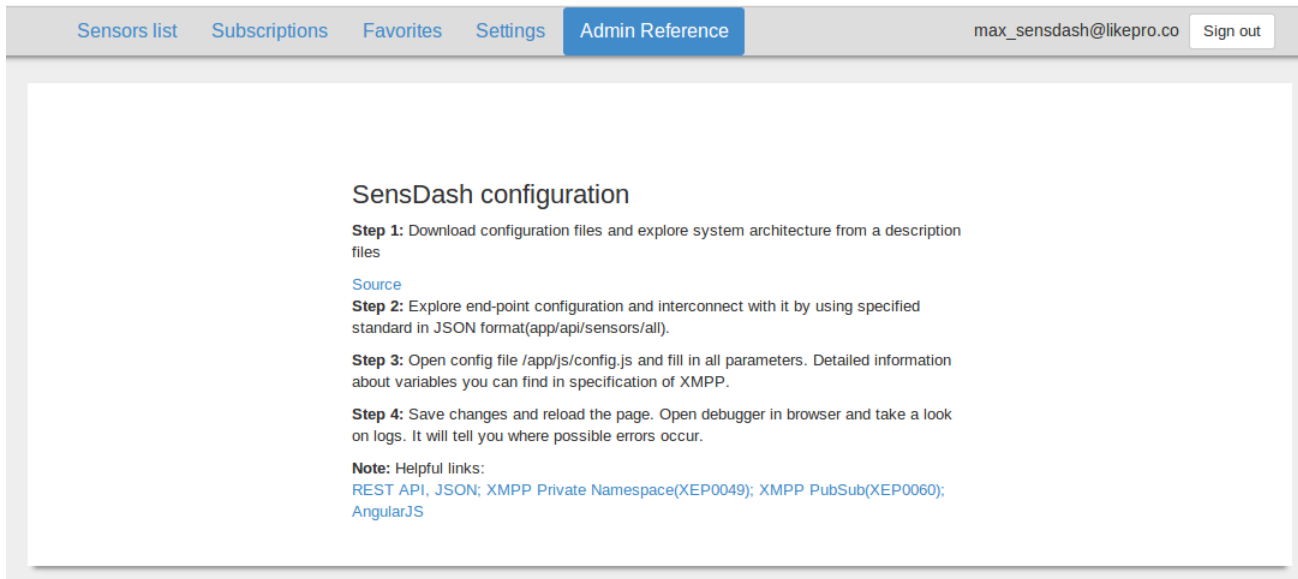 Sensors list Subscriptions Favorites Settings Admin Reference max_sensdash@likepro.co Sign out
SensDash configuration
Step 1: Download configuration files and explore system architecture from a description
files
Source
Step 2: Explore end-point configuration and interconnect with it by using specified
standard in JSON format(app/api/sensors/all).
Step 3: Open config file /app/js/config.js and fill in all parameters. Detailed information
about variables you can find in specification of XMPP.
Step 4: Save changes and reload the page. Open debugger in browser and take a look
on logs. It will tell you where possible errors occur.
Note: Helpful links:
REST API, JSON; XMPP Private Namespace(XEP0049); XMPP PubSub(XEP0060);
AngularJS